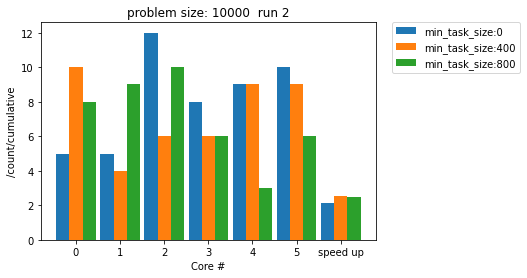 problem size: 10000  run 2
min_task_size:0
min_task_size:400
min_task_size:800
/count/cumulative
12
10
8
6
4
2
0
0 1 2 3 4 5 speed up
Core #